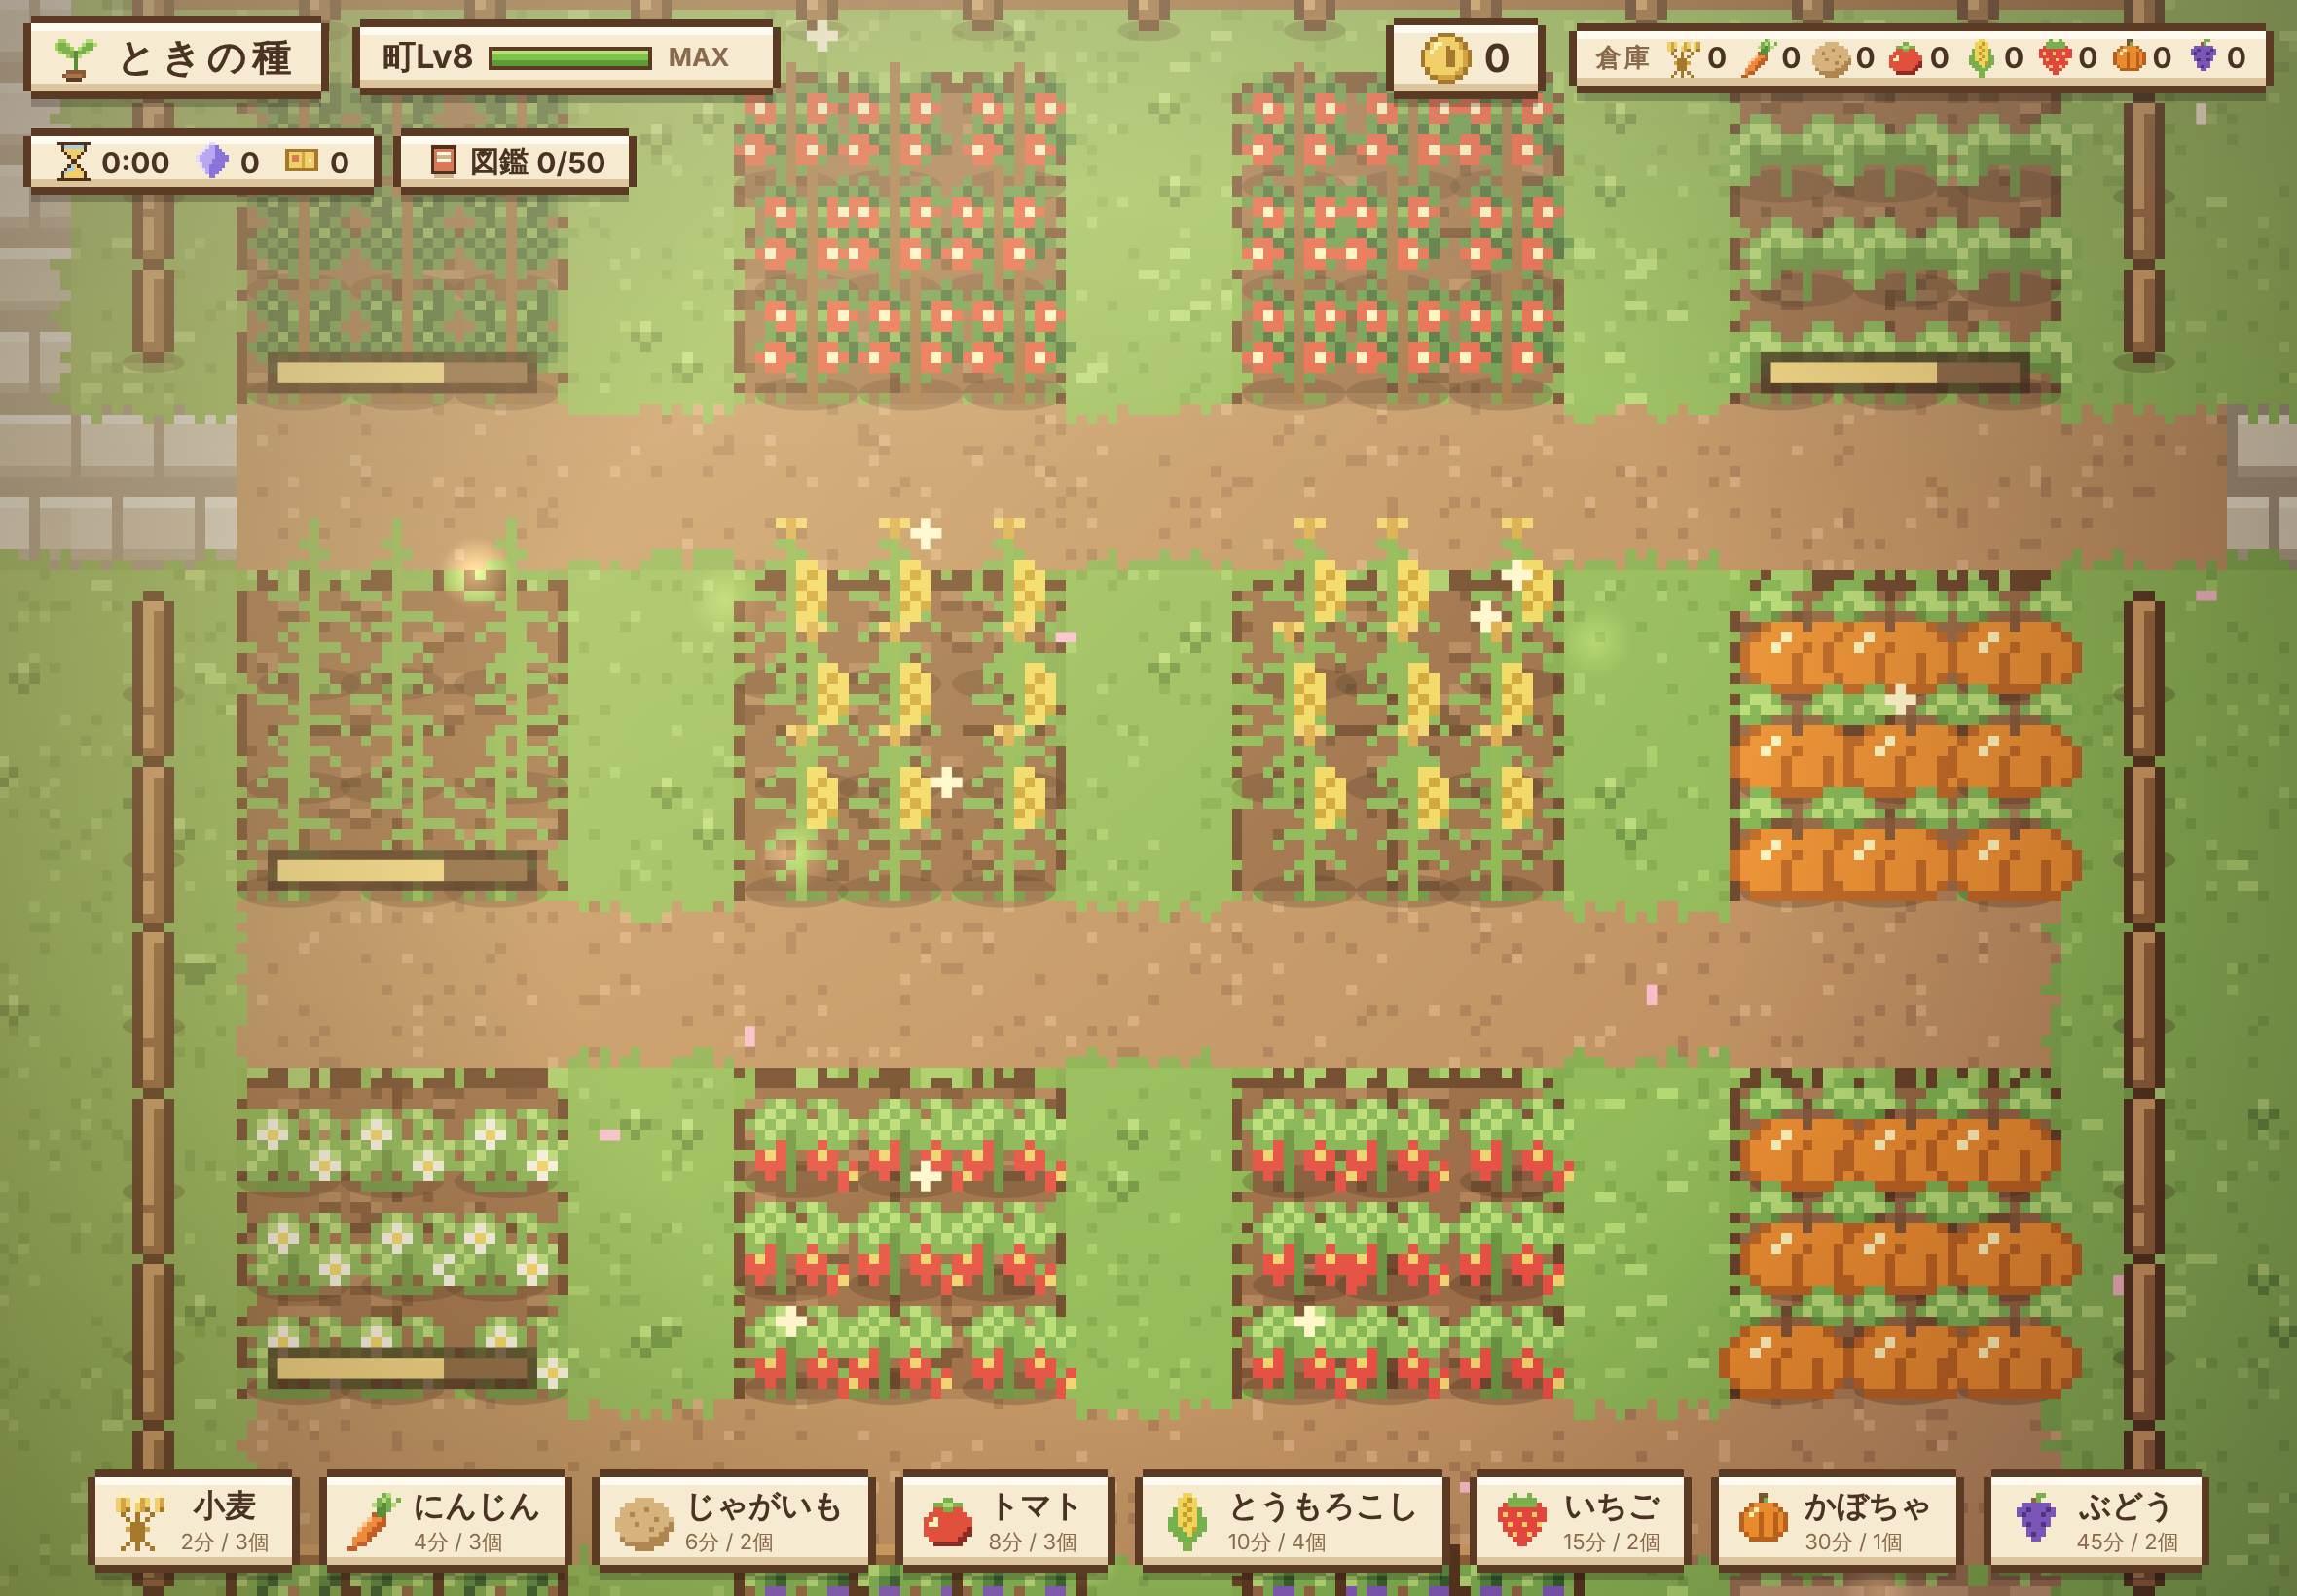 ときの種
町Lv8 MAX
0
倉庫 0 0 0 0 0 0 0 0
0:00 0 0
図鑑 0/50
小麦
2分 / 3個
にんじん
4分 / 3個
じゃがいも
6分 / 2個
トマト
8分 / 3個
とうもろこし
10分 / 4個
いちご
15分 / 2個
かぼちゃ
30分 / 1個
ぶどう
45分 / 2個